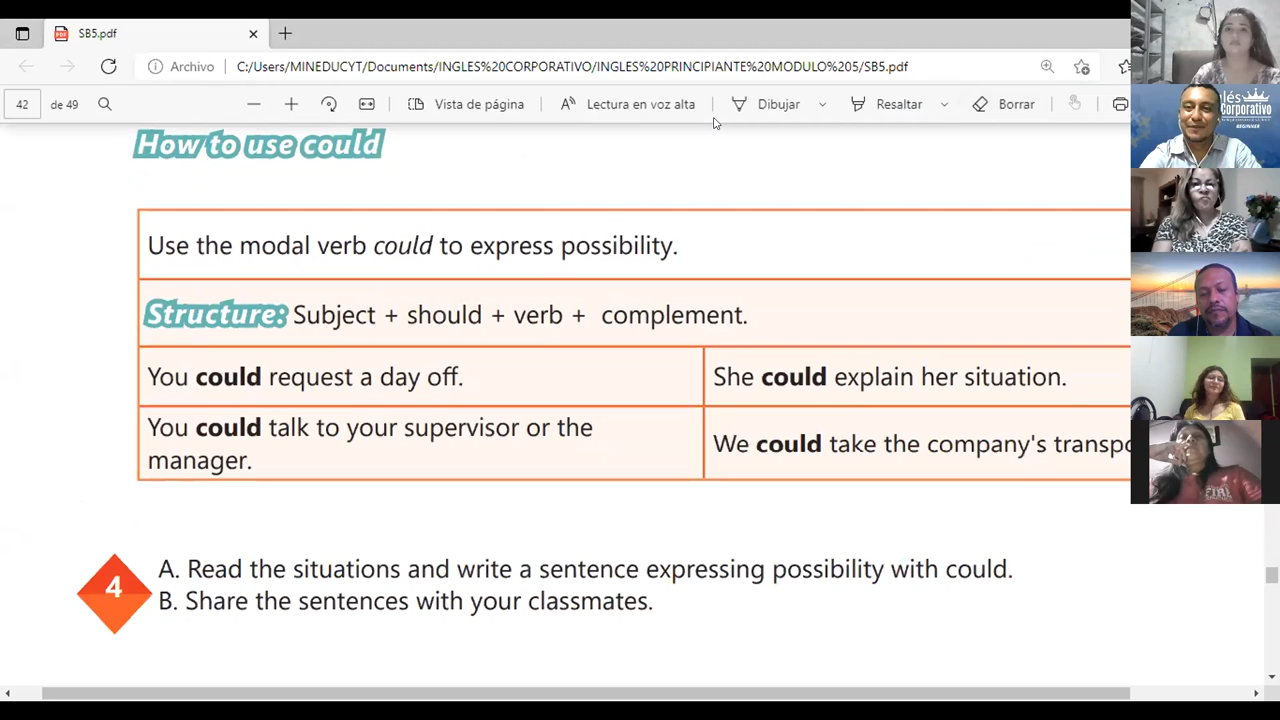 SB5.pdf
Archivo
C:/Users/MINEDUCYT/Documents/INGLES%20CORPORATIVO/INGLES%20PRINCIPIANTE%20MODULO%205/SB5.pdf
42 de 49
Vista de página
Lectura en voz alta
Dibujar
Resaltar
Borrar
How to use could
Use the modal verb could to express possibility.
Structure: Subject + should + verb + complement.
You could request a day off.
She could explain her situation.
You could talk to your supervisor or the
manager.
We could take the company's transpo
4
A. Read the situations and write a sentence expressing possibility with could.
B. Share the sentences with your classmates.
lés
Corporativo
BEGINNER